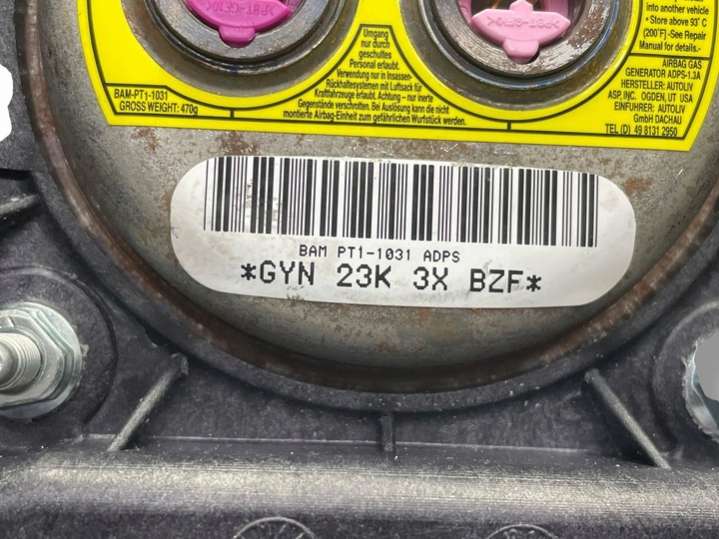 into another vehicle
• Store above 93° C
(200°F) -See Repair
Manual for details.-
AIRBAG GAS
GENERATOR ADPS-1.3A
HERSTELLER: AUTOLIV
ASP, INC. OGDEN, UT USA
EINFUHRER: AUTOLIV
GmbH DACHAU
TEL (D) 49 8131 2950
Umgang
nur durch
geschultes
Personal erlaubt.
Verwendung nur in Insassen-
Rückhaltesystemen mit Luftsack für
Kraftfahrzeuge erlaubt, Achtung – nur inerte
Gegenstände verschroten. Bei Auslösung kann die nicht
montierte Airbag-Einheit zum gefährlichen Wurfstück werden.
BAM-PT1-1031
GROSS WEIGHT: 470g
BAM PT1-1031 ADPS
*GYN 23K 3X BZF*